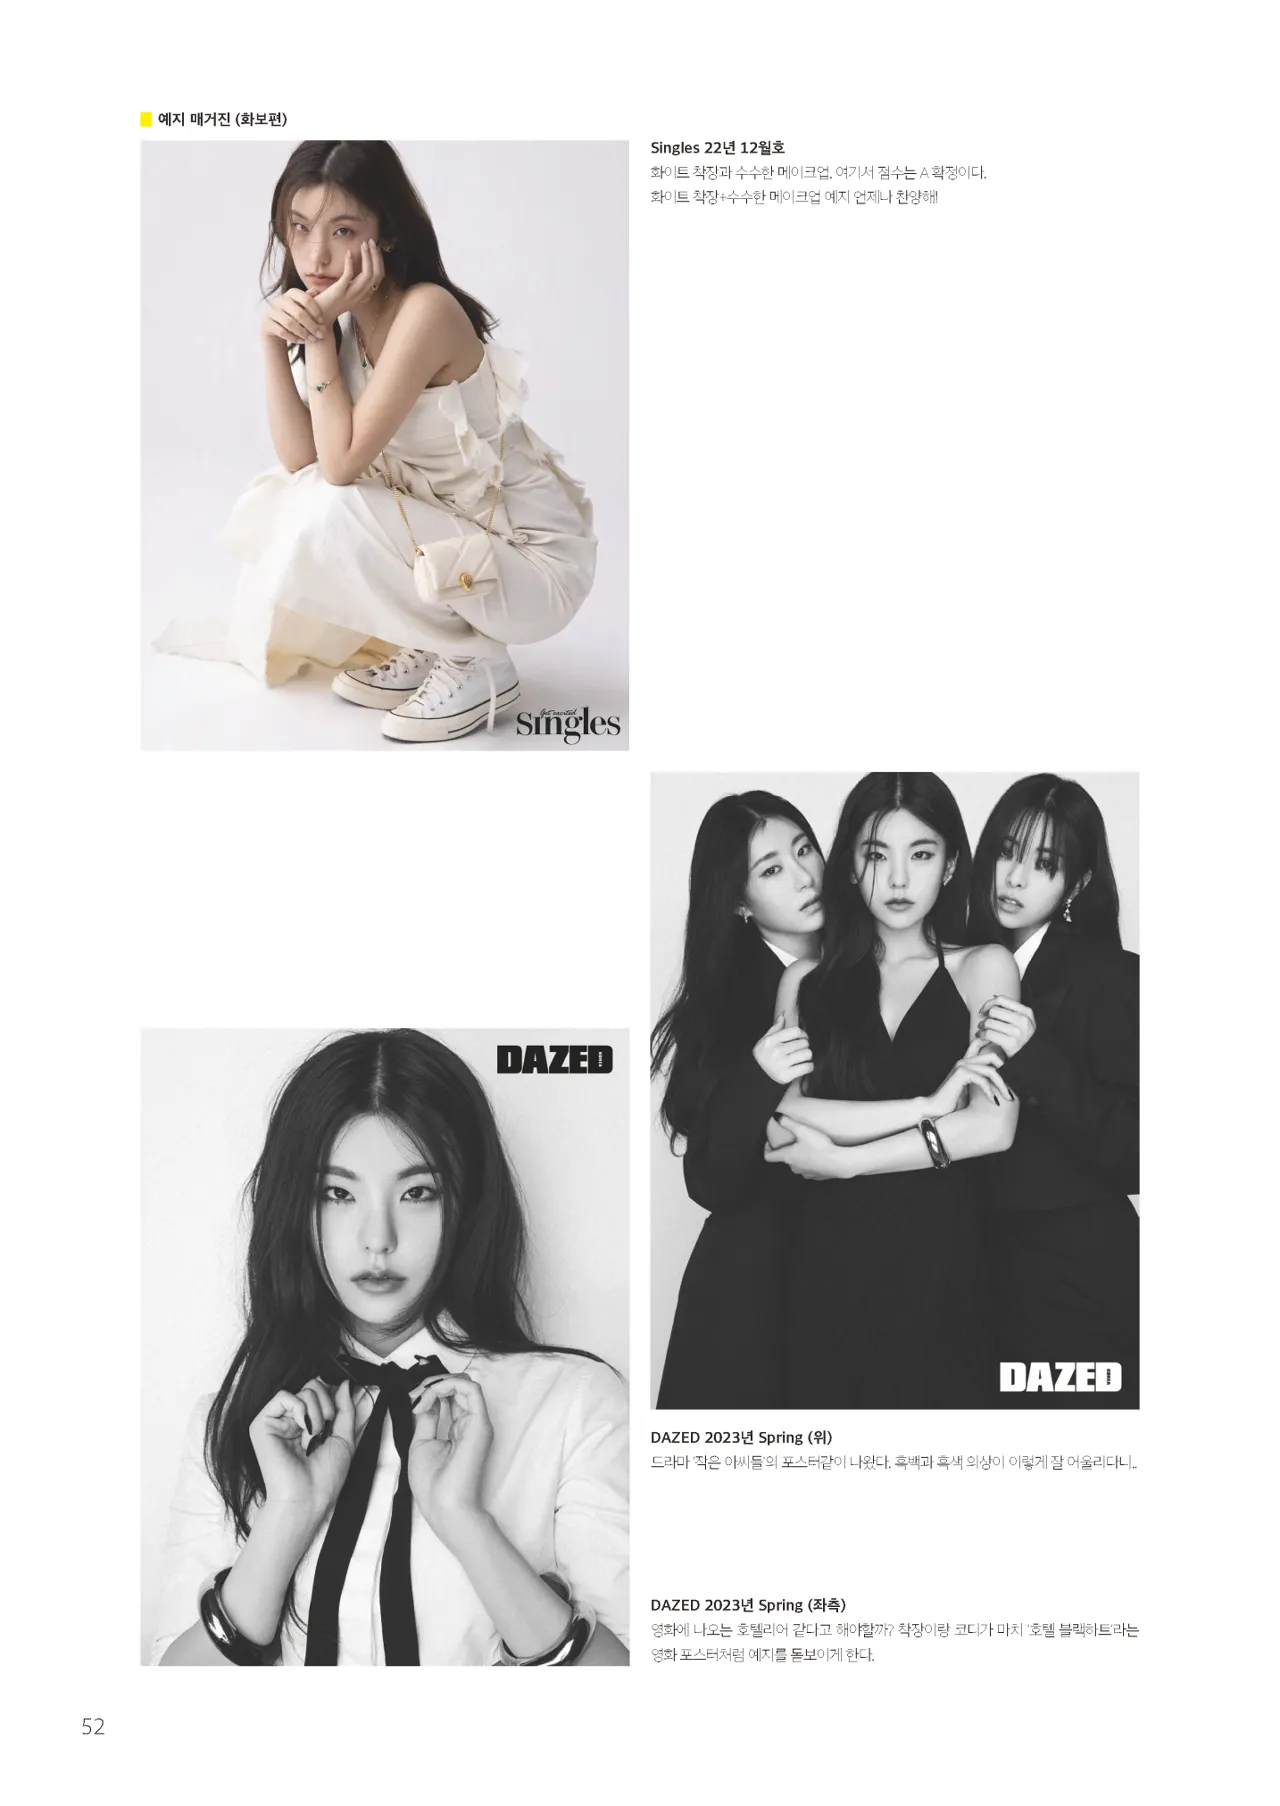 예지 매거진 (화보편)
Singles 22년 12월호
화이트 착장과 수수한 메이크업. 여기서 점수는 A 확정이다.
화이트 착장+수수한 메이크업 예지 언제나 찬양해!
Get excited
Singles
DAZED
DAZED
DAZED 2023년 Spring (위)
드라마 '작은 아씨들'의 포스터같이 나왔다. 흑백과 흑색 의상이 이렇게 잘 어울리다니..
DAZED 2023년 Spring (좌측)
영화에 나오는 호텔리어 같다고 해야할까? 착장이랑 코디가 마치 '호텔 블랙하트'라는
영화 포스터처럼 예지를 돋보이게 한다.
52